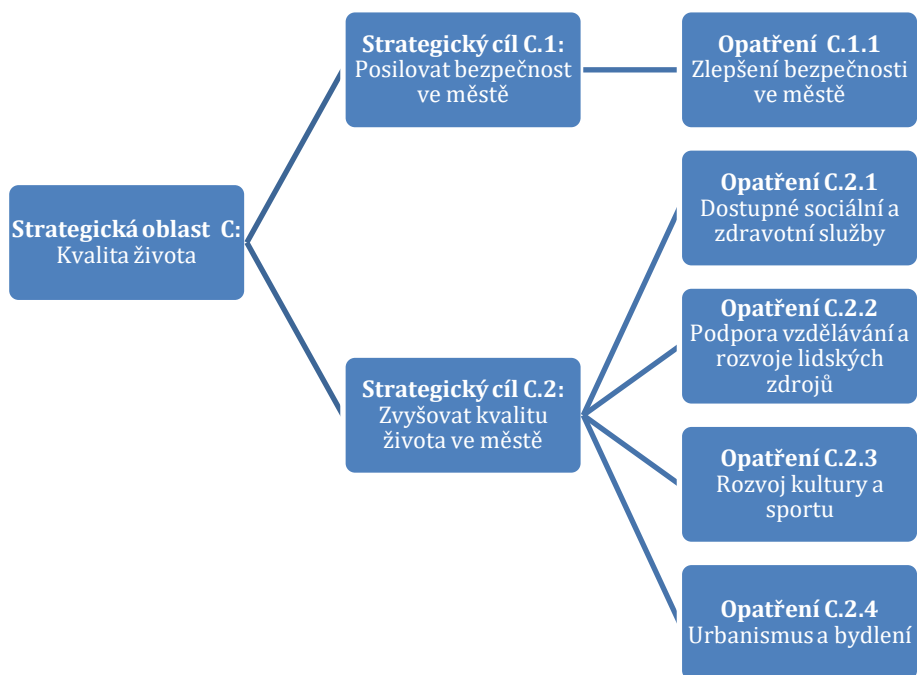 Strategická oblast C:
Kvalita života
Strategický cíl C.1:
Posilovat bezpečnost
ve městě
Opatření C.1.1
Zlepšení bezpečnosti
ve městě
Strategický cíl C.2:
Zvyšovat kvalitu
života ve městě
Opatření C.2.1
Dostupné sociální a
zdravotní služby
Opatření C.2.2
Podpora vzdělávání a
rozvoje lidských
zdrojů
Opatření C.2.3
Rozvoj kultury a
sportu
Opatření C.2.4
Urbanismus a bydlení